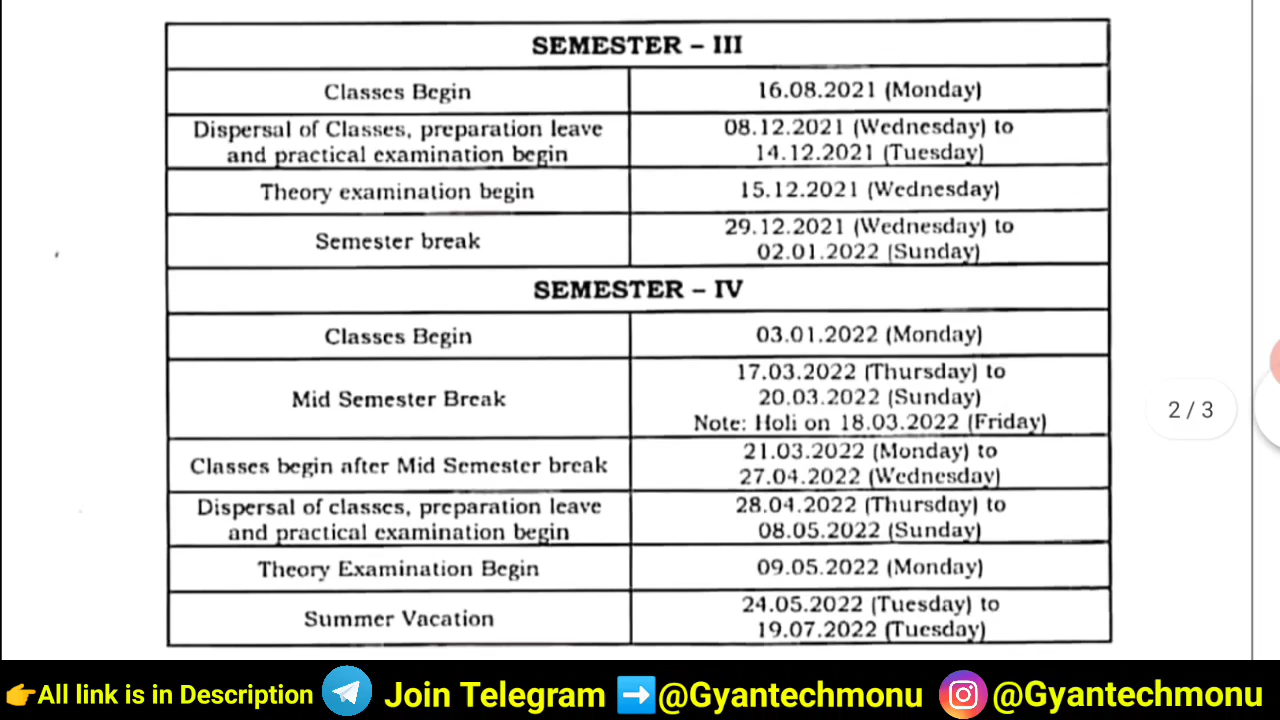 SEMESTER – III
Classes Begin
16.08.2021 (Monday)
Dispersal of Classes, preparation leave
and practical examination begin
08.12.2021 (Wednesday) to
14.12.2021 (Tuesday)
Theory examination begin
15.12.2021 (Wednesday)
Semester break
29.12.2021 (Wednesday) to
02.01.2022 (Sunday)
SEMESTER – IV
Classes Begin
03.01.2022 (Monday)
Mid Semester Break
17.03.2022 (Thursday) to
20.03.2022 (Sunday)
Note: Holi on 18.03.2022 (Friday)
Classes begin after Mid Semester break
21.03.2022 (Monday) to
27.04.2022 (Wednesday)
Dispersal of classes, preparation leave
and practical examination begin
28.04.2022 (Thursday) to
08.05.2022 (Sunday)
Theory Examination Begin
09.05.2022 (Monday)
Summer Vacation
24.05.2022 (Tuesday) to
19.07.2022 (Tuesday)
2 / 3
👉All link is in Description Join Telegram ➡️@Gyantechmonu @Gyantechmonu